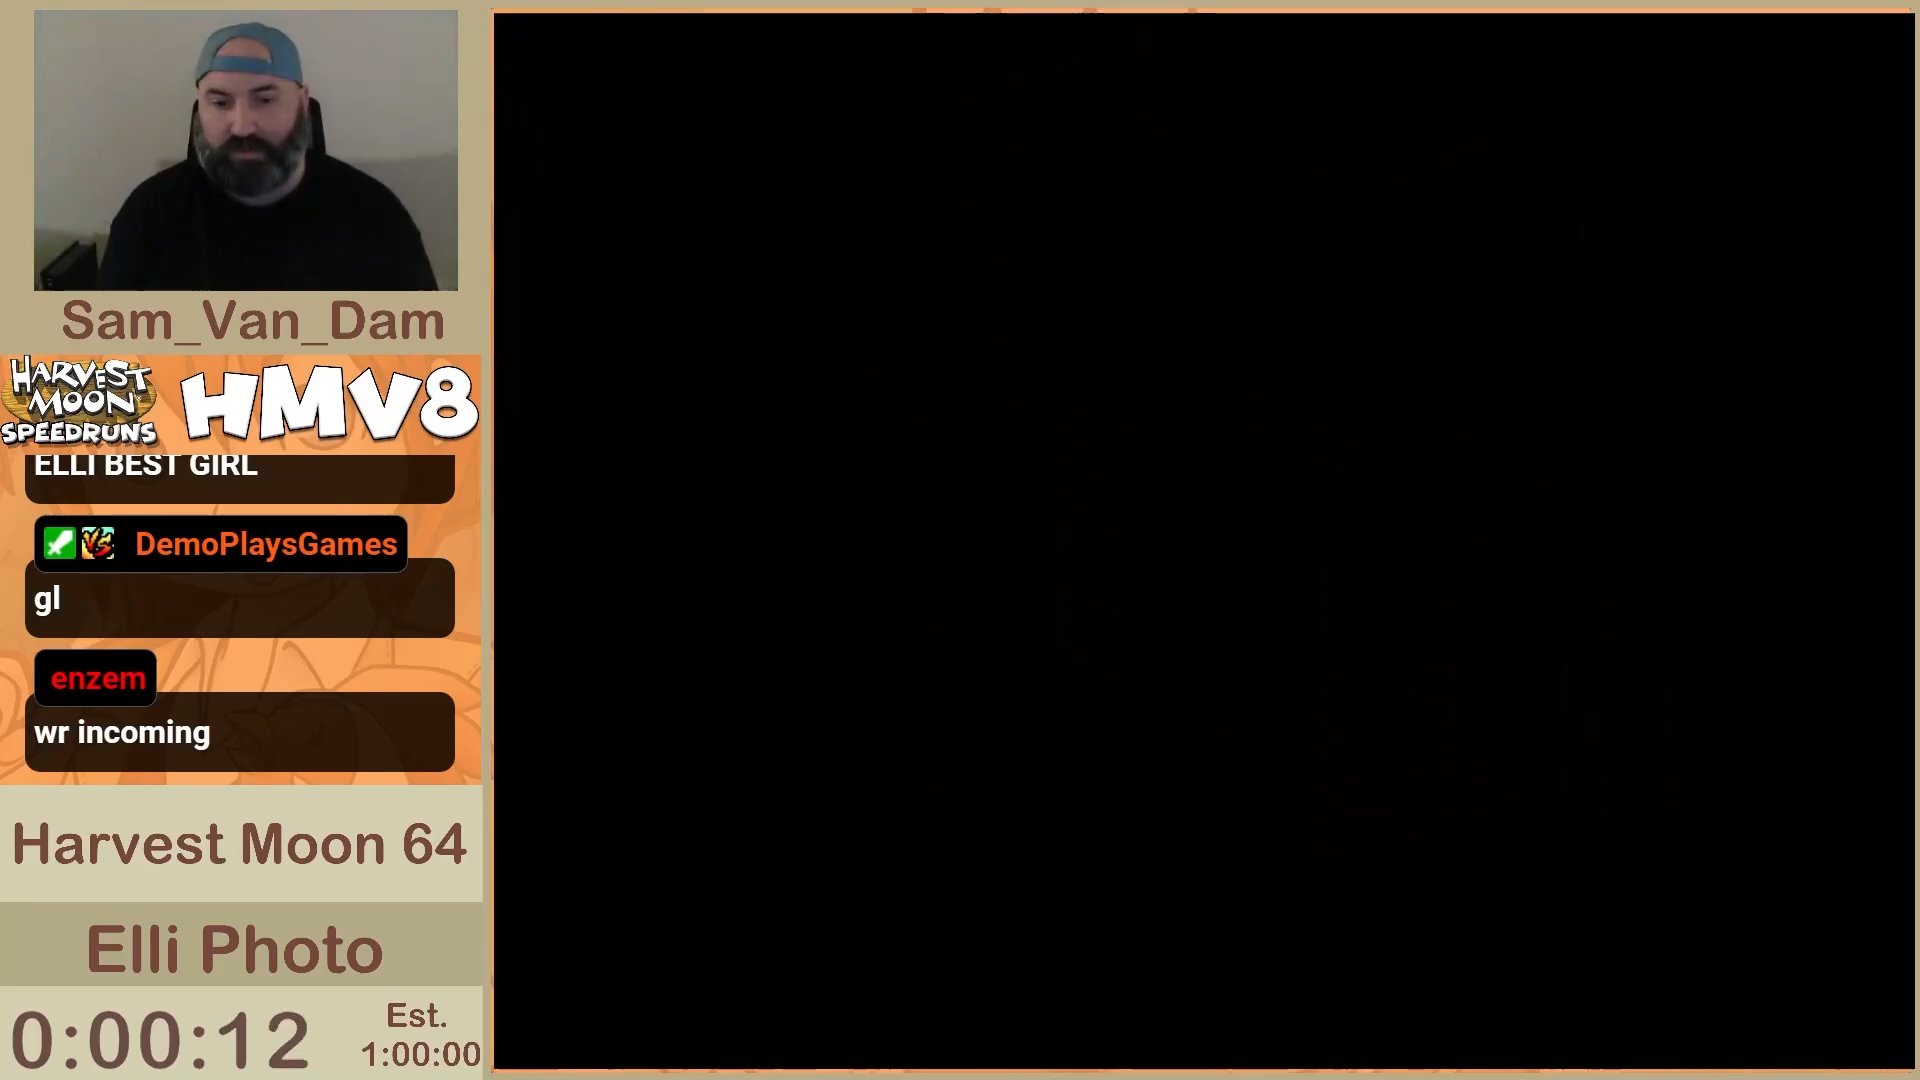 Sam_Van_Dam
HARVEST
MOON
SPEEDRUNS
HMV8
ELLI BEST GIRL
VS DemoPlaysGames
gl
enzem
wr incoming
Harvest Moon 64
Elli Photo
0:00:12
Est.
1:00:00